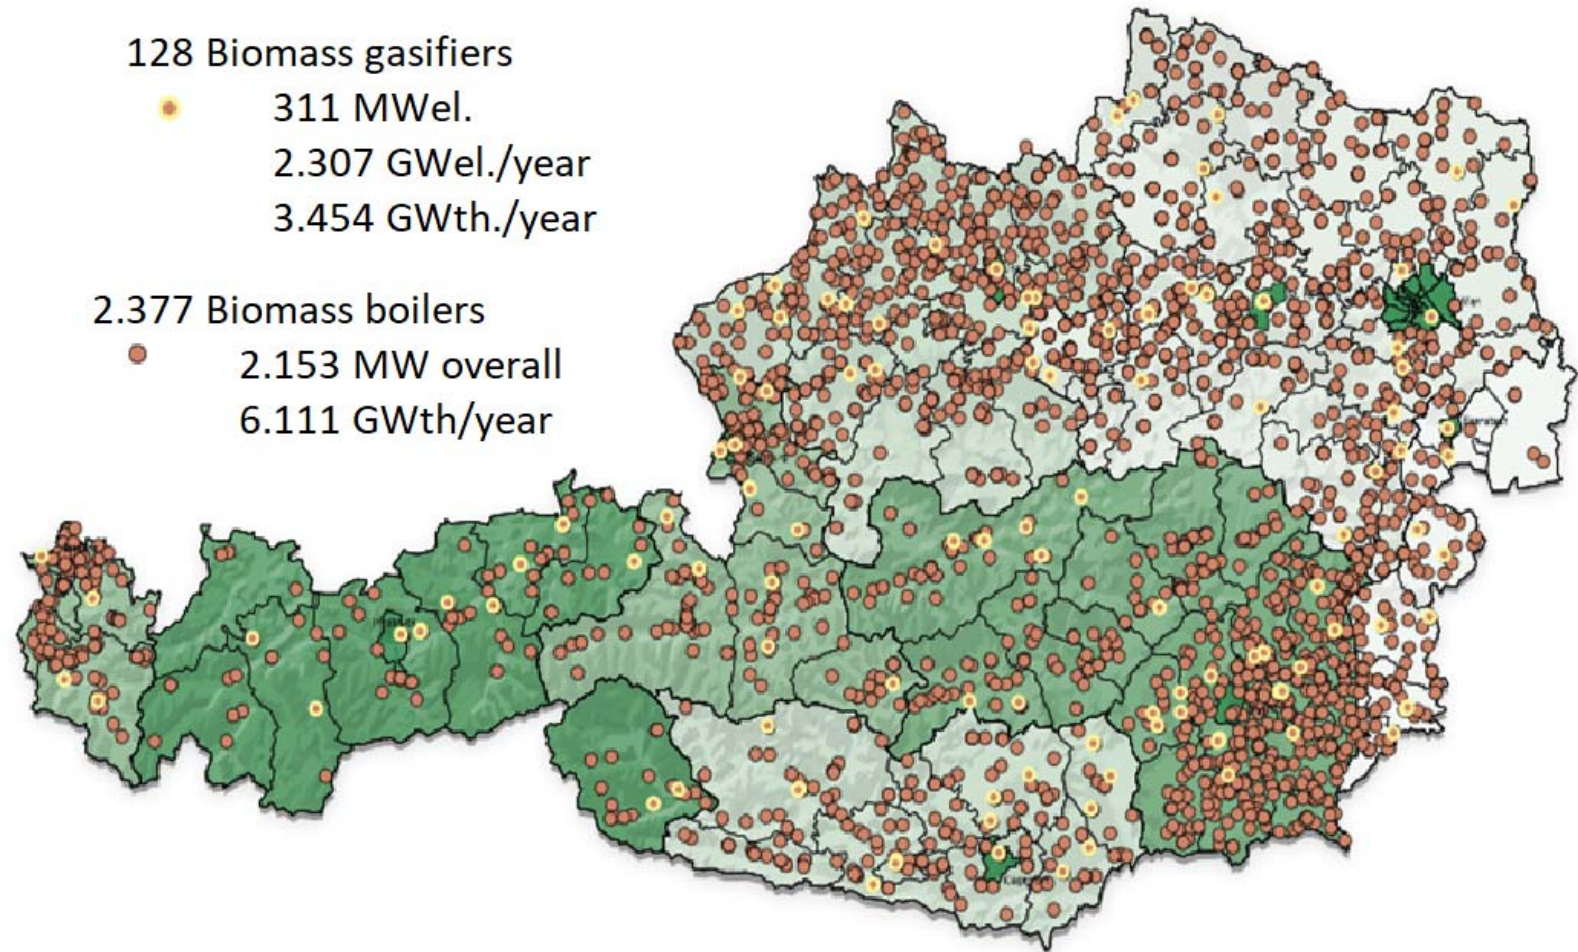 128 Biomass gasifiers
311 MWel.
2.307 GWel./year
3.454 GWth./year
2.377 Biomass boilers
2.153 MW overall
6.111 GWth/year